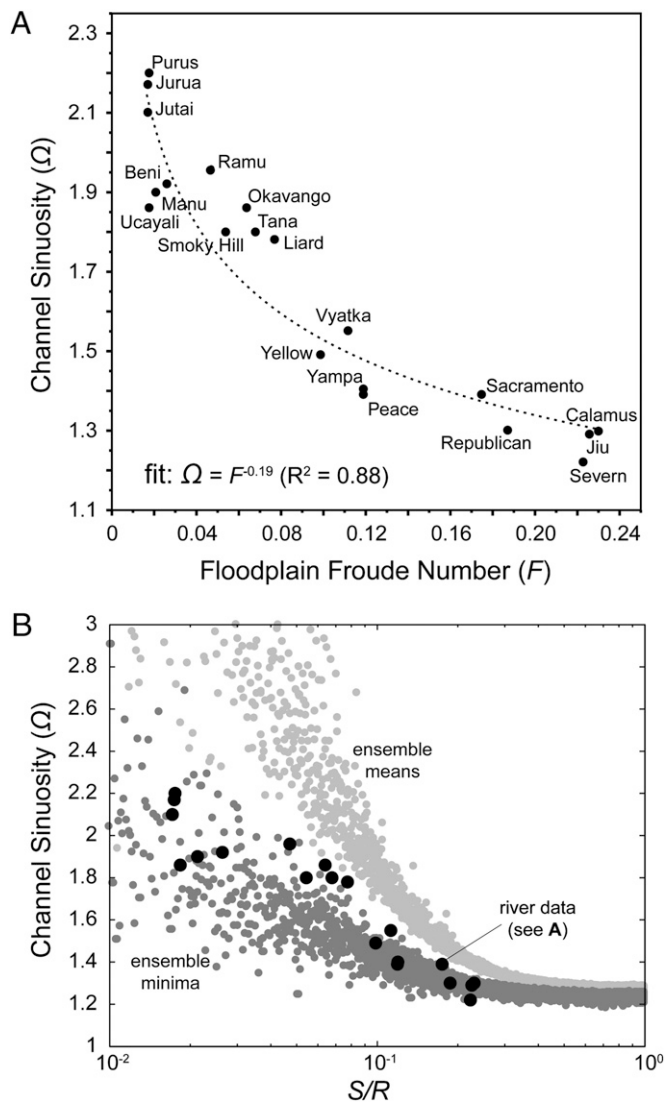 A
Channel Sinuosity (Ω)
2.3
2.1
1.9
1.7
1.5
1.3
1.1
Purus
Jurua
Jutai
Ramu
Beni
Manu
Okavango
Ucayali
Tana
Smoky Hill
Liard
Vyatka
Yellow
Yampa
Peace
Sacramento
Calamus
Republican
Jiu
Severn
fit: Ω = F^-0.19 (R² = 0.88)
0 0.04 0.08 0.12 0.16 0.20 0.24
Floodplain Froude Number (F)
B
Channel Sinuosity (Ω)
3
2.8
2.6
2.4
2.2
2
1.8
1.6
1.4
1.2
1
ensemble
means
river data
(see A)
ensemble
minima
10⁻² 10⁻¹ 10⁰
S/R